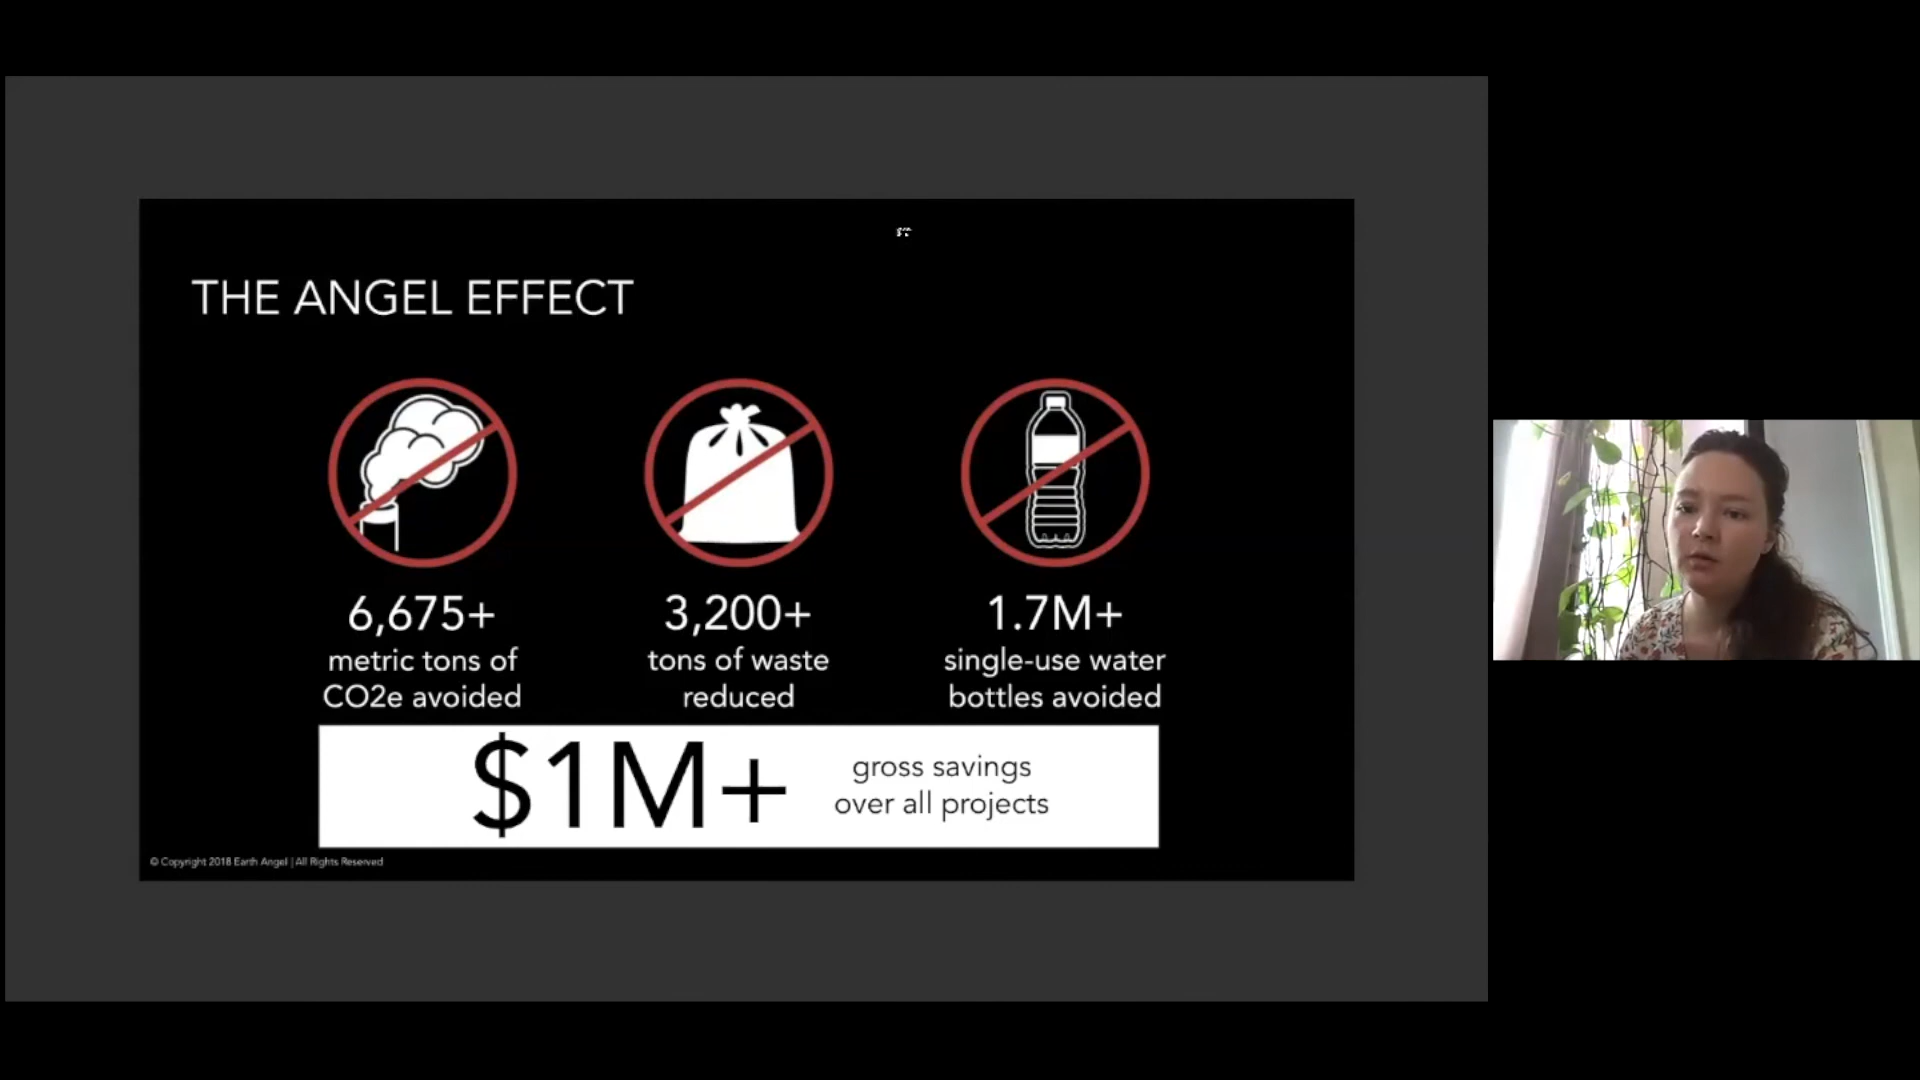 THE ANGEL EFFECT
6,675+
metric tons of
CO2e avoided
3,200+
tons of waste
reduced
1.7M+
single-use water
bottles avoided
$1M+
gross savings
over all projects
© Copyright 2018 Earth Angel | All Rights Reserved